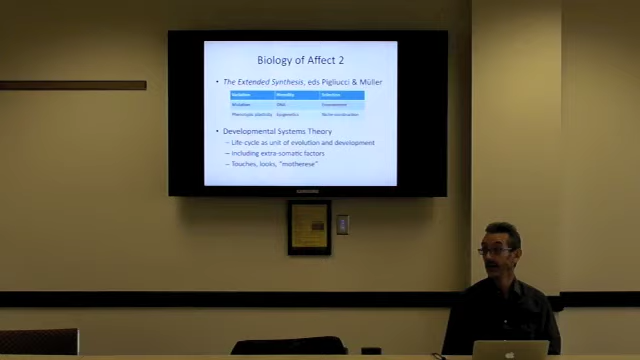 Biology of Affect 2
• The Extended Synthesis, eds Pigliucci & Müller
Variation Heredity Selection
Mutation DNA Environment
Phenotypic plasticity Epigenetics Niche-construction
• Developmental Systems Theory
– Life-cycle as unit of evolution and development
– Including extra-somatic factors
– Touches, looks, "motherese"
SAMSUNG